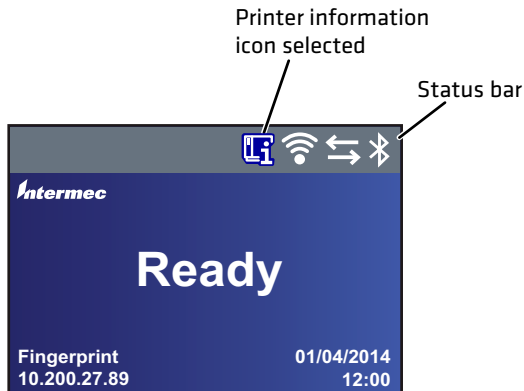 Printer information
icon selected
Status bar
Intermec
Ready
Fingerprint
01/04/2014
10.200.27.89
12:00